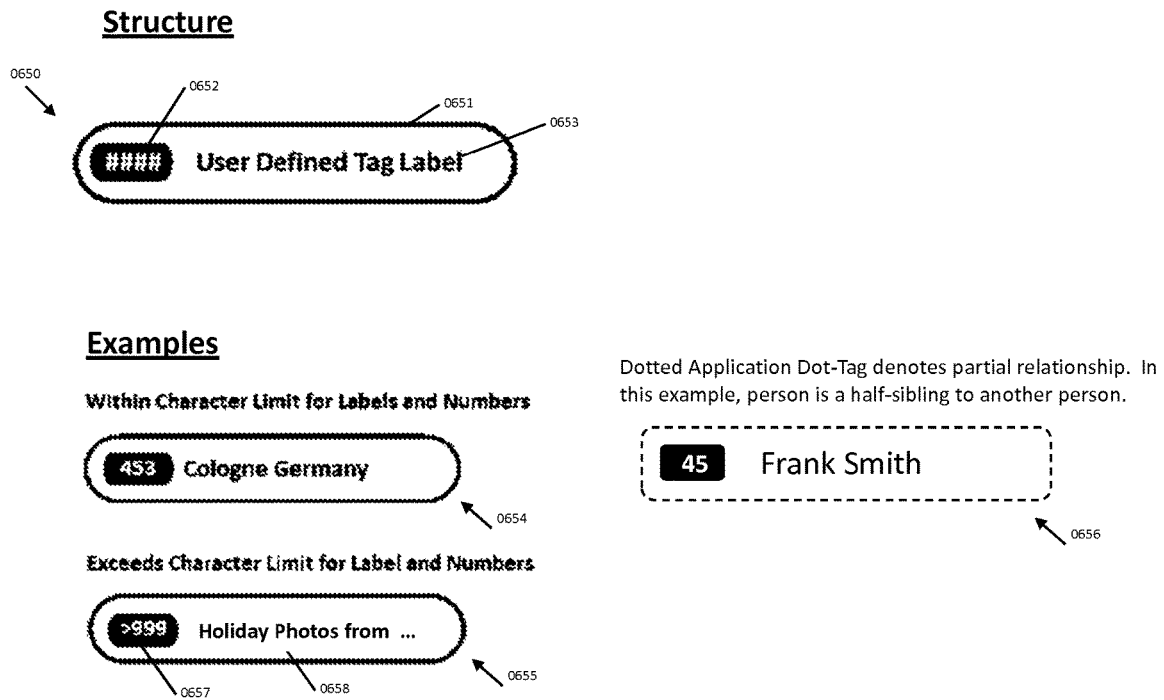 Structure
0650
0652
0651
0653
#### User Defined Tag Label
Examples
Within Character Limit for Labels and Numbers
453 Cologne Germany
0654
Exceeds Character Limit for Label and Numbers
>999 Holiday Photos from ...
0655
0657
0658
Dotted Application Dot-Tag denotes partial relationship. In
this example, person is a half-sibling to another person.
45 Frank Smith
0656